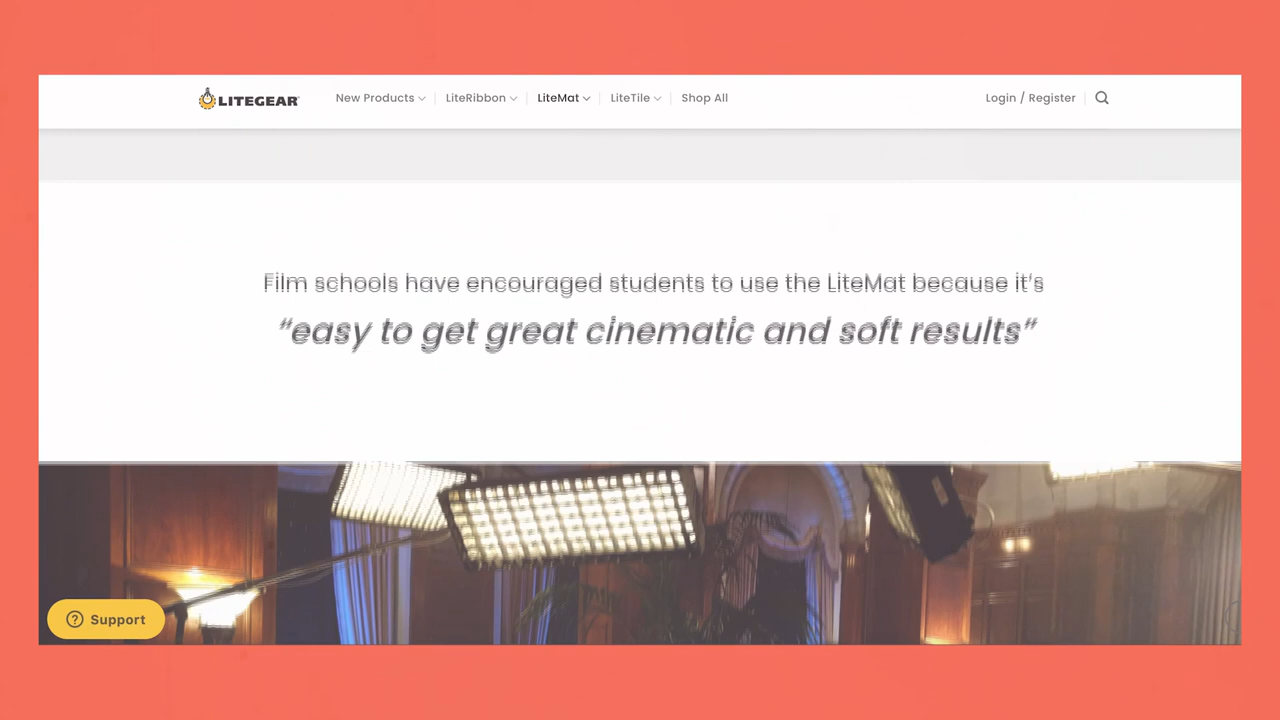 LITEGEAR
New Products
LiteRibbon
LiteMat
LiteTile
Shop All
Login / Register
Film schools have encouraged students to use the LiteMat because it's
“easy to get great cinematic and soft results”
Support